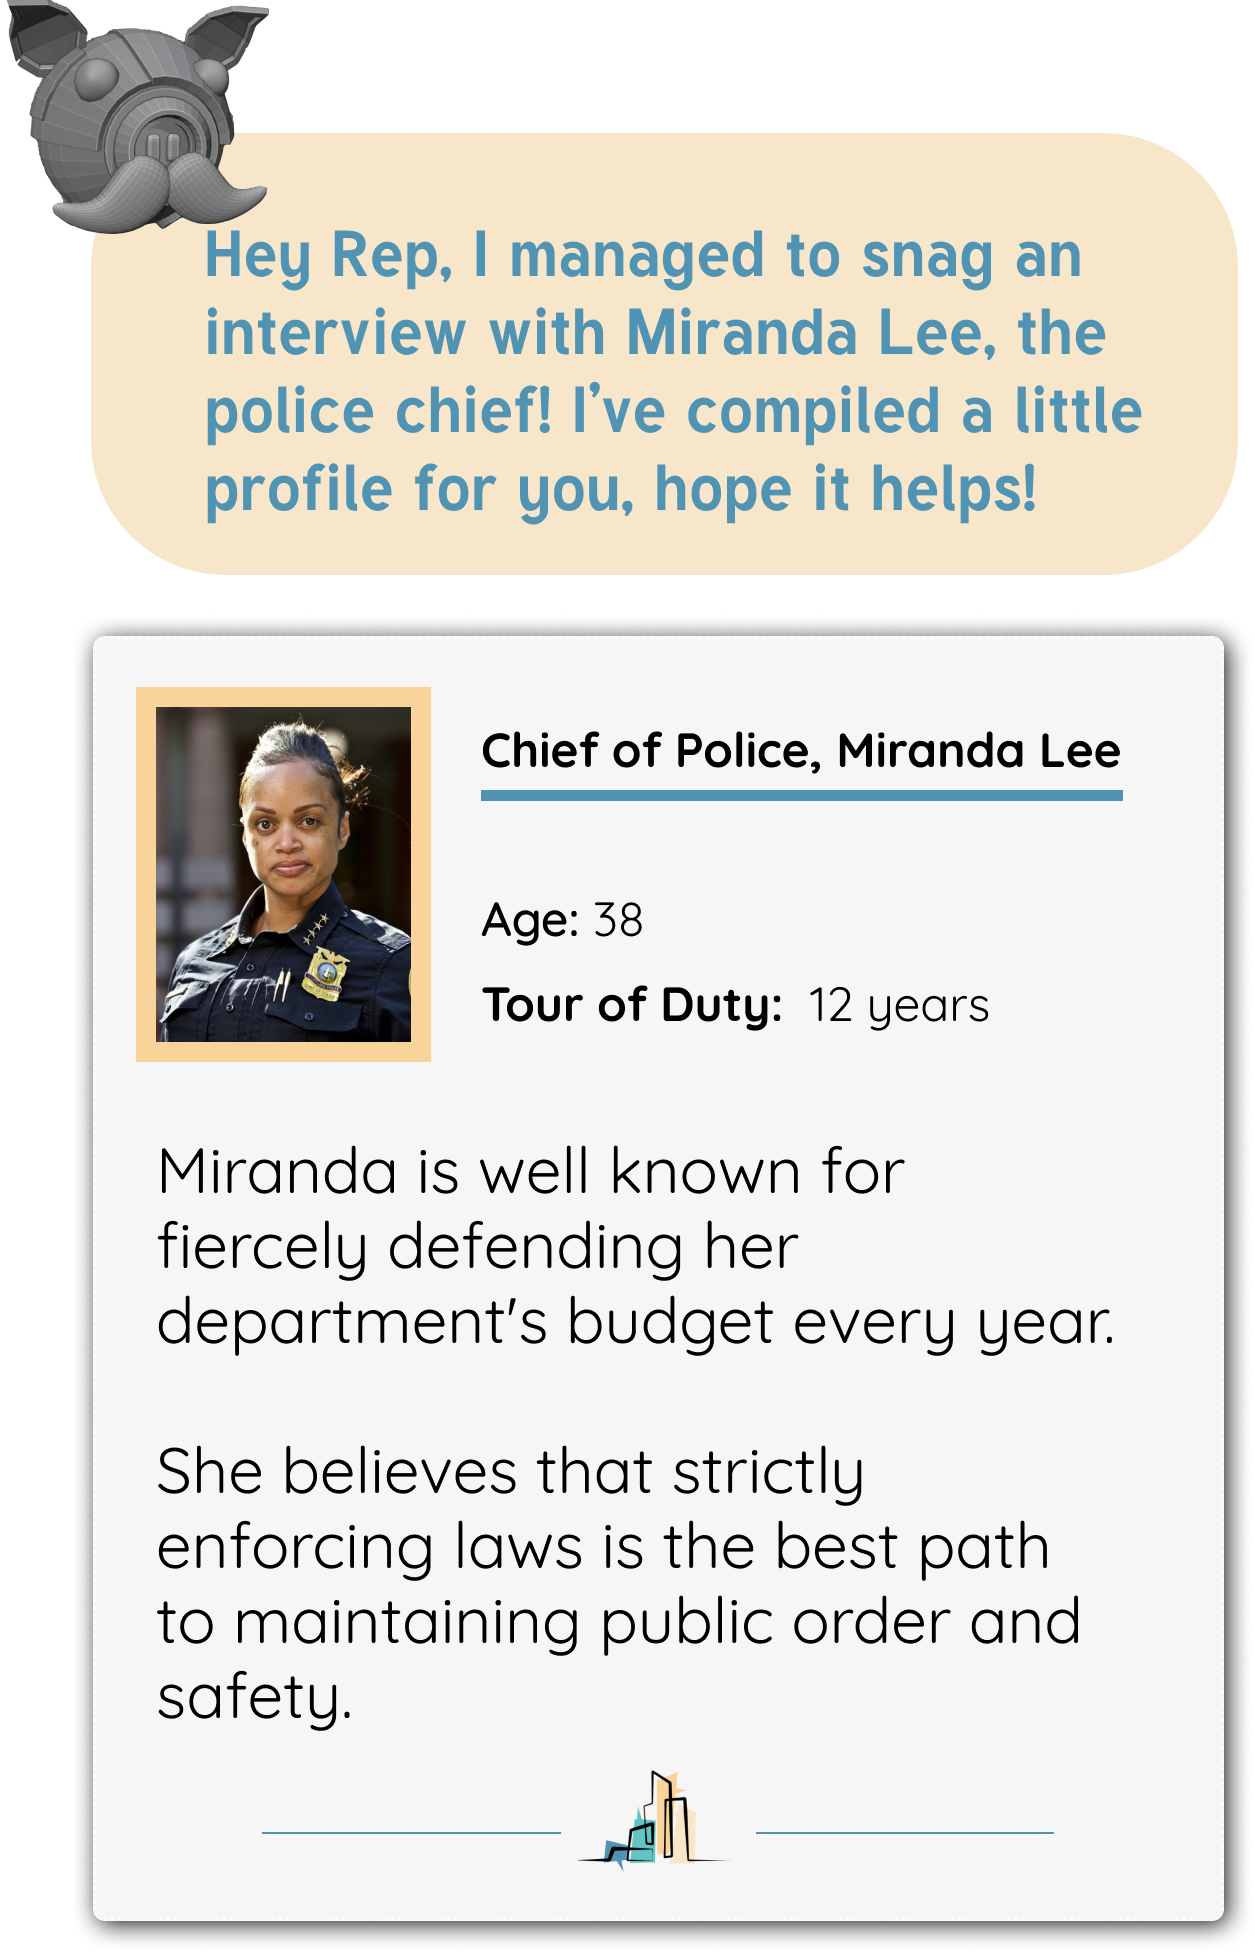 Hey Rep, I managed to snag an
interview with Miranda Lee, the
police chief! I’ve compiled a little
profile for you, hope it helps!
Chief of Police, Miranda Lee
Age: 38
Tour of Duty: 12 years
Miranda is well known for
fiercely defending her
department's budget every year.
She believes that strictly
enforcing laws is the best path
to maintaining public order and
safety.